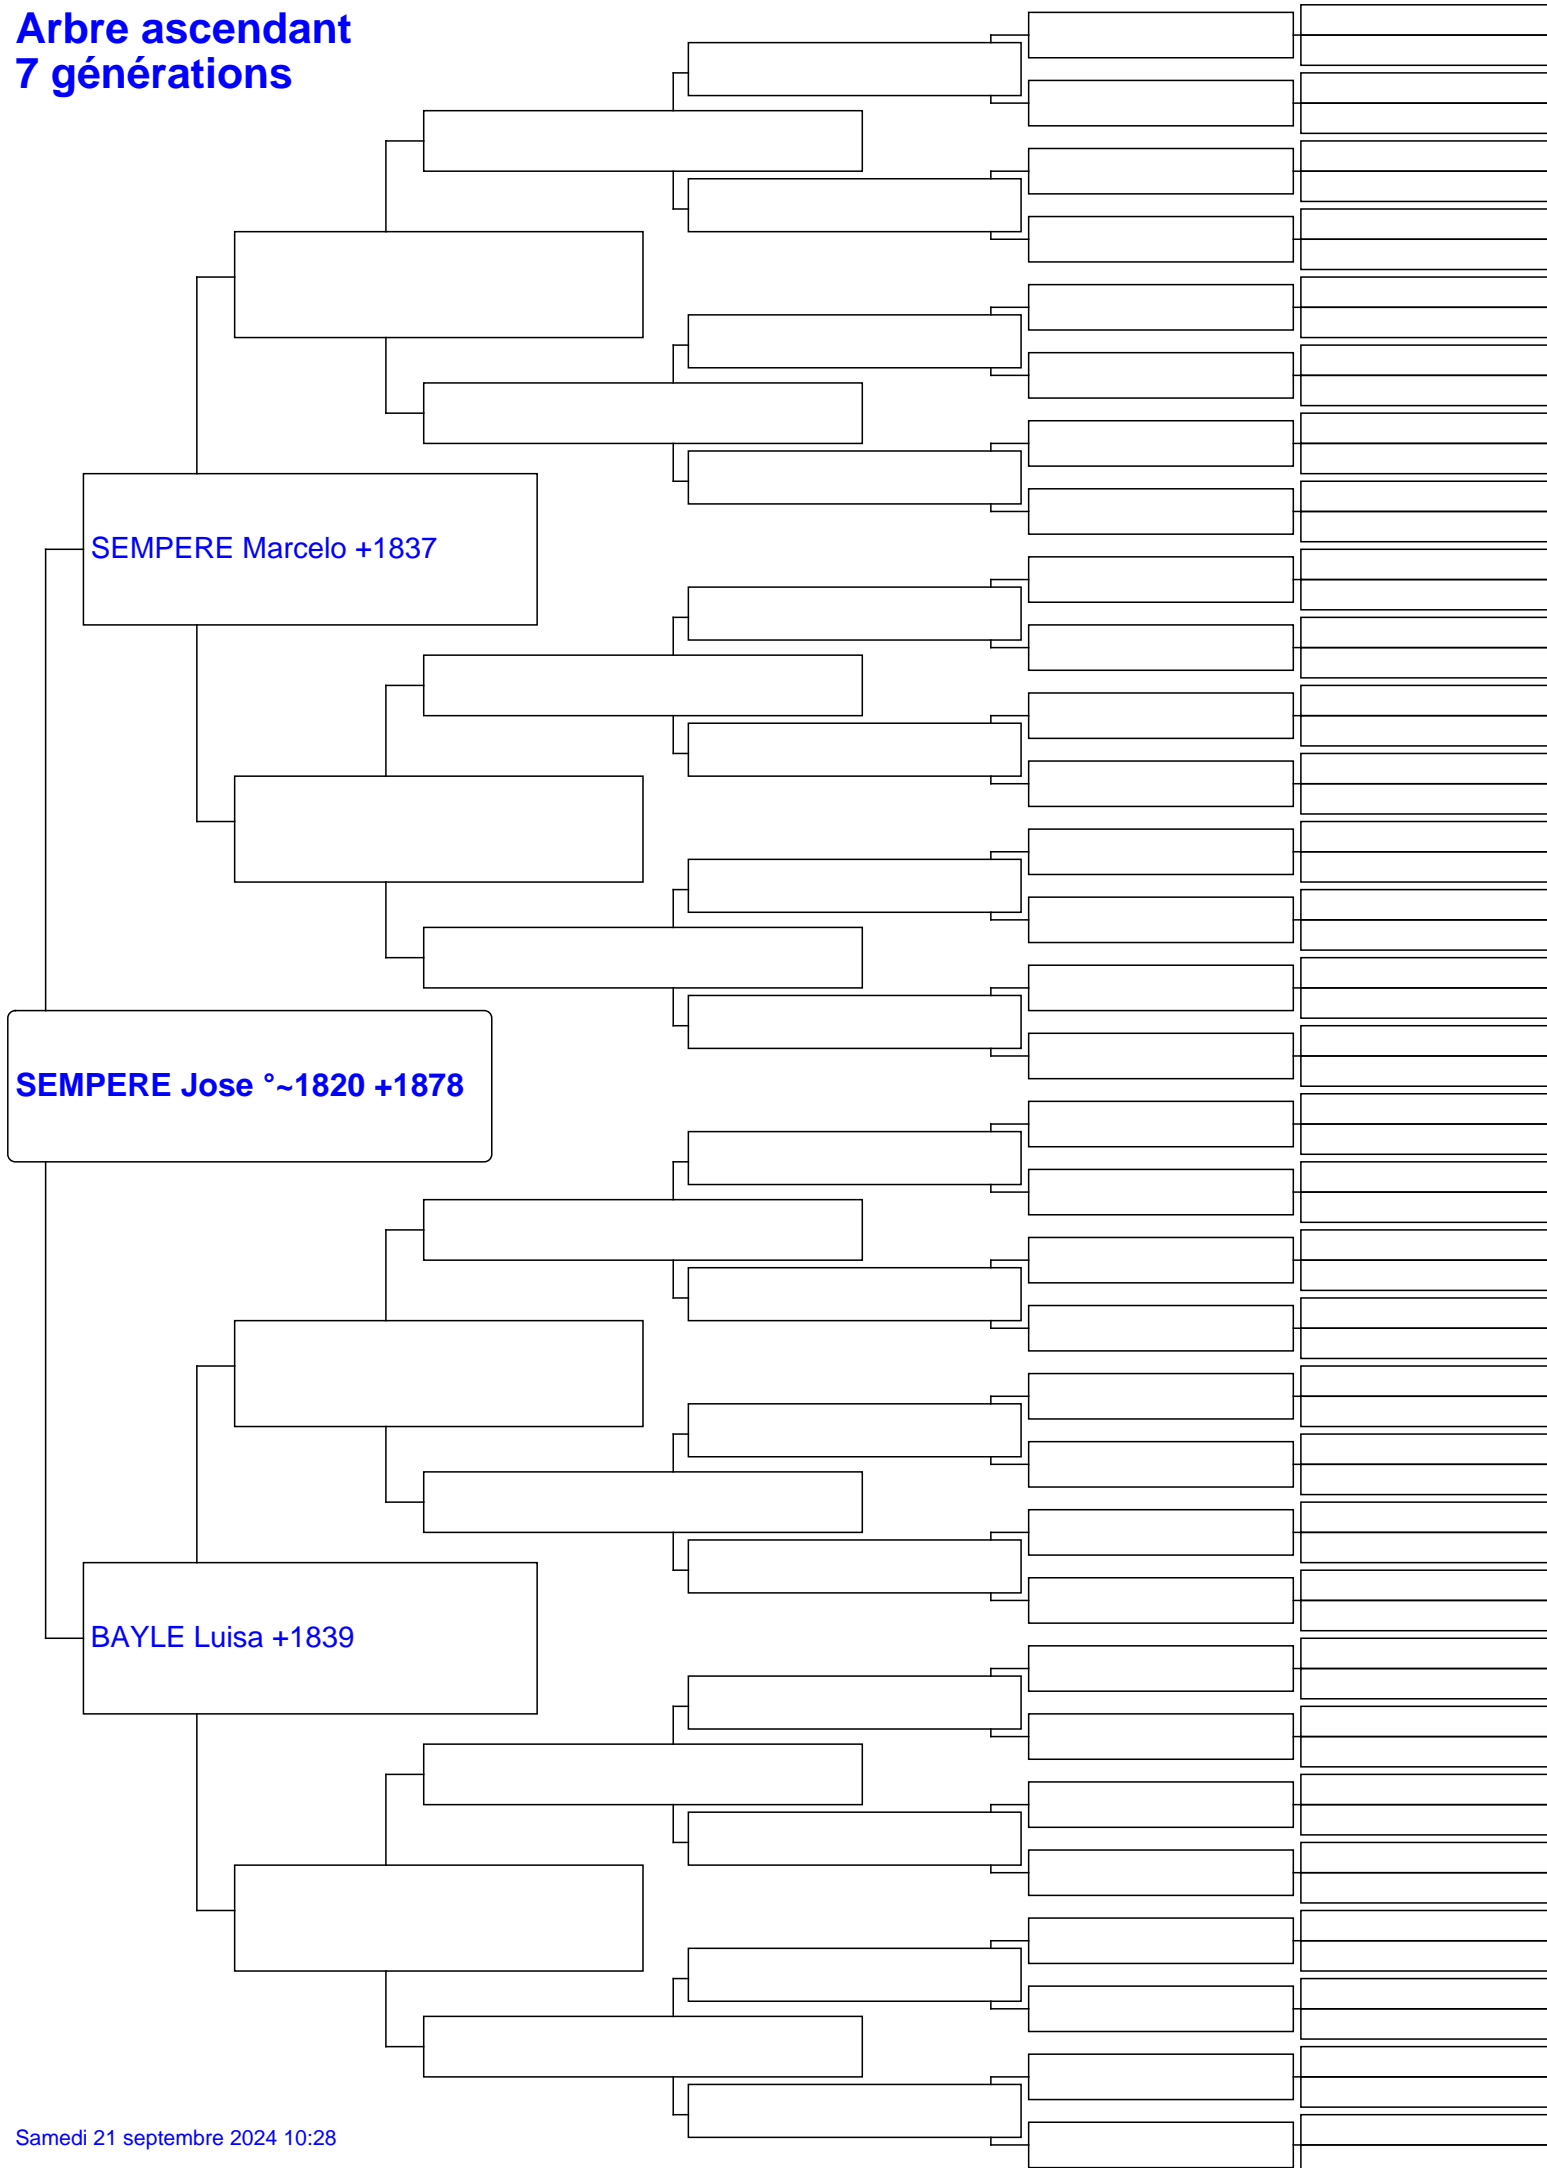 Arbre ascendant
7 générations
SEMPERE Marcelo +1837
SEMPERE Jose °~1820 +1878
BAYLE Luisa +1839
Samedi 21 septembre 2024 10:28